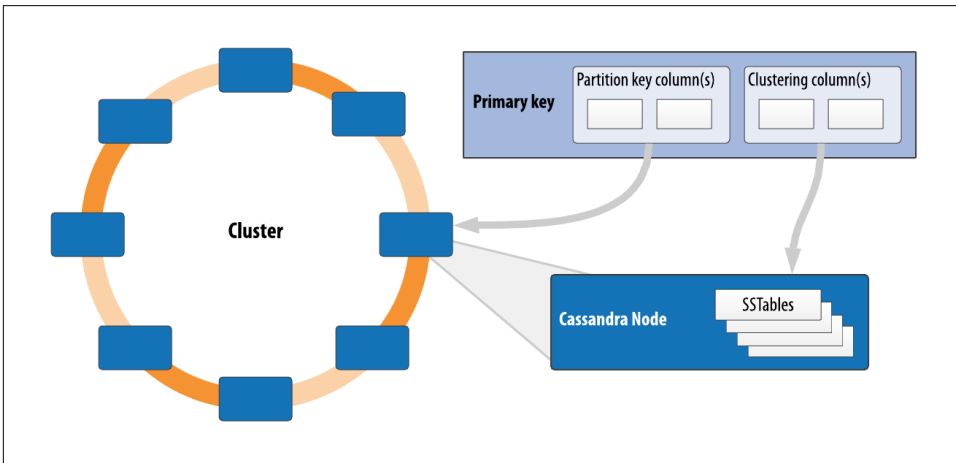 Partition key column(s)
Clustering column(s)
Primary key
Cluster
SSTables
Cassandra Node